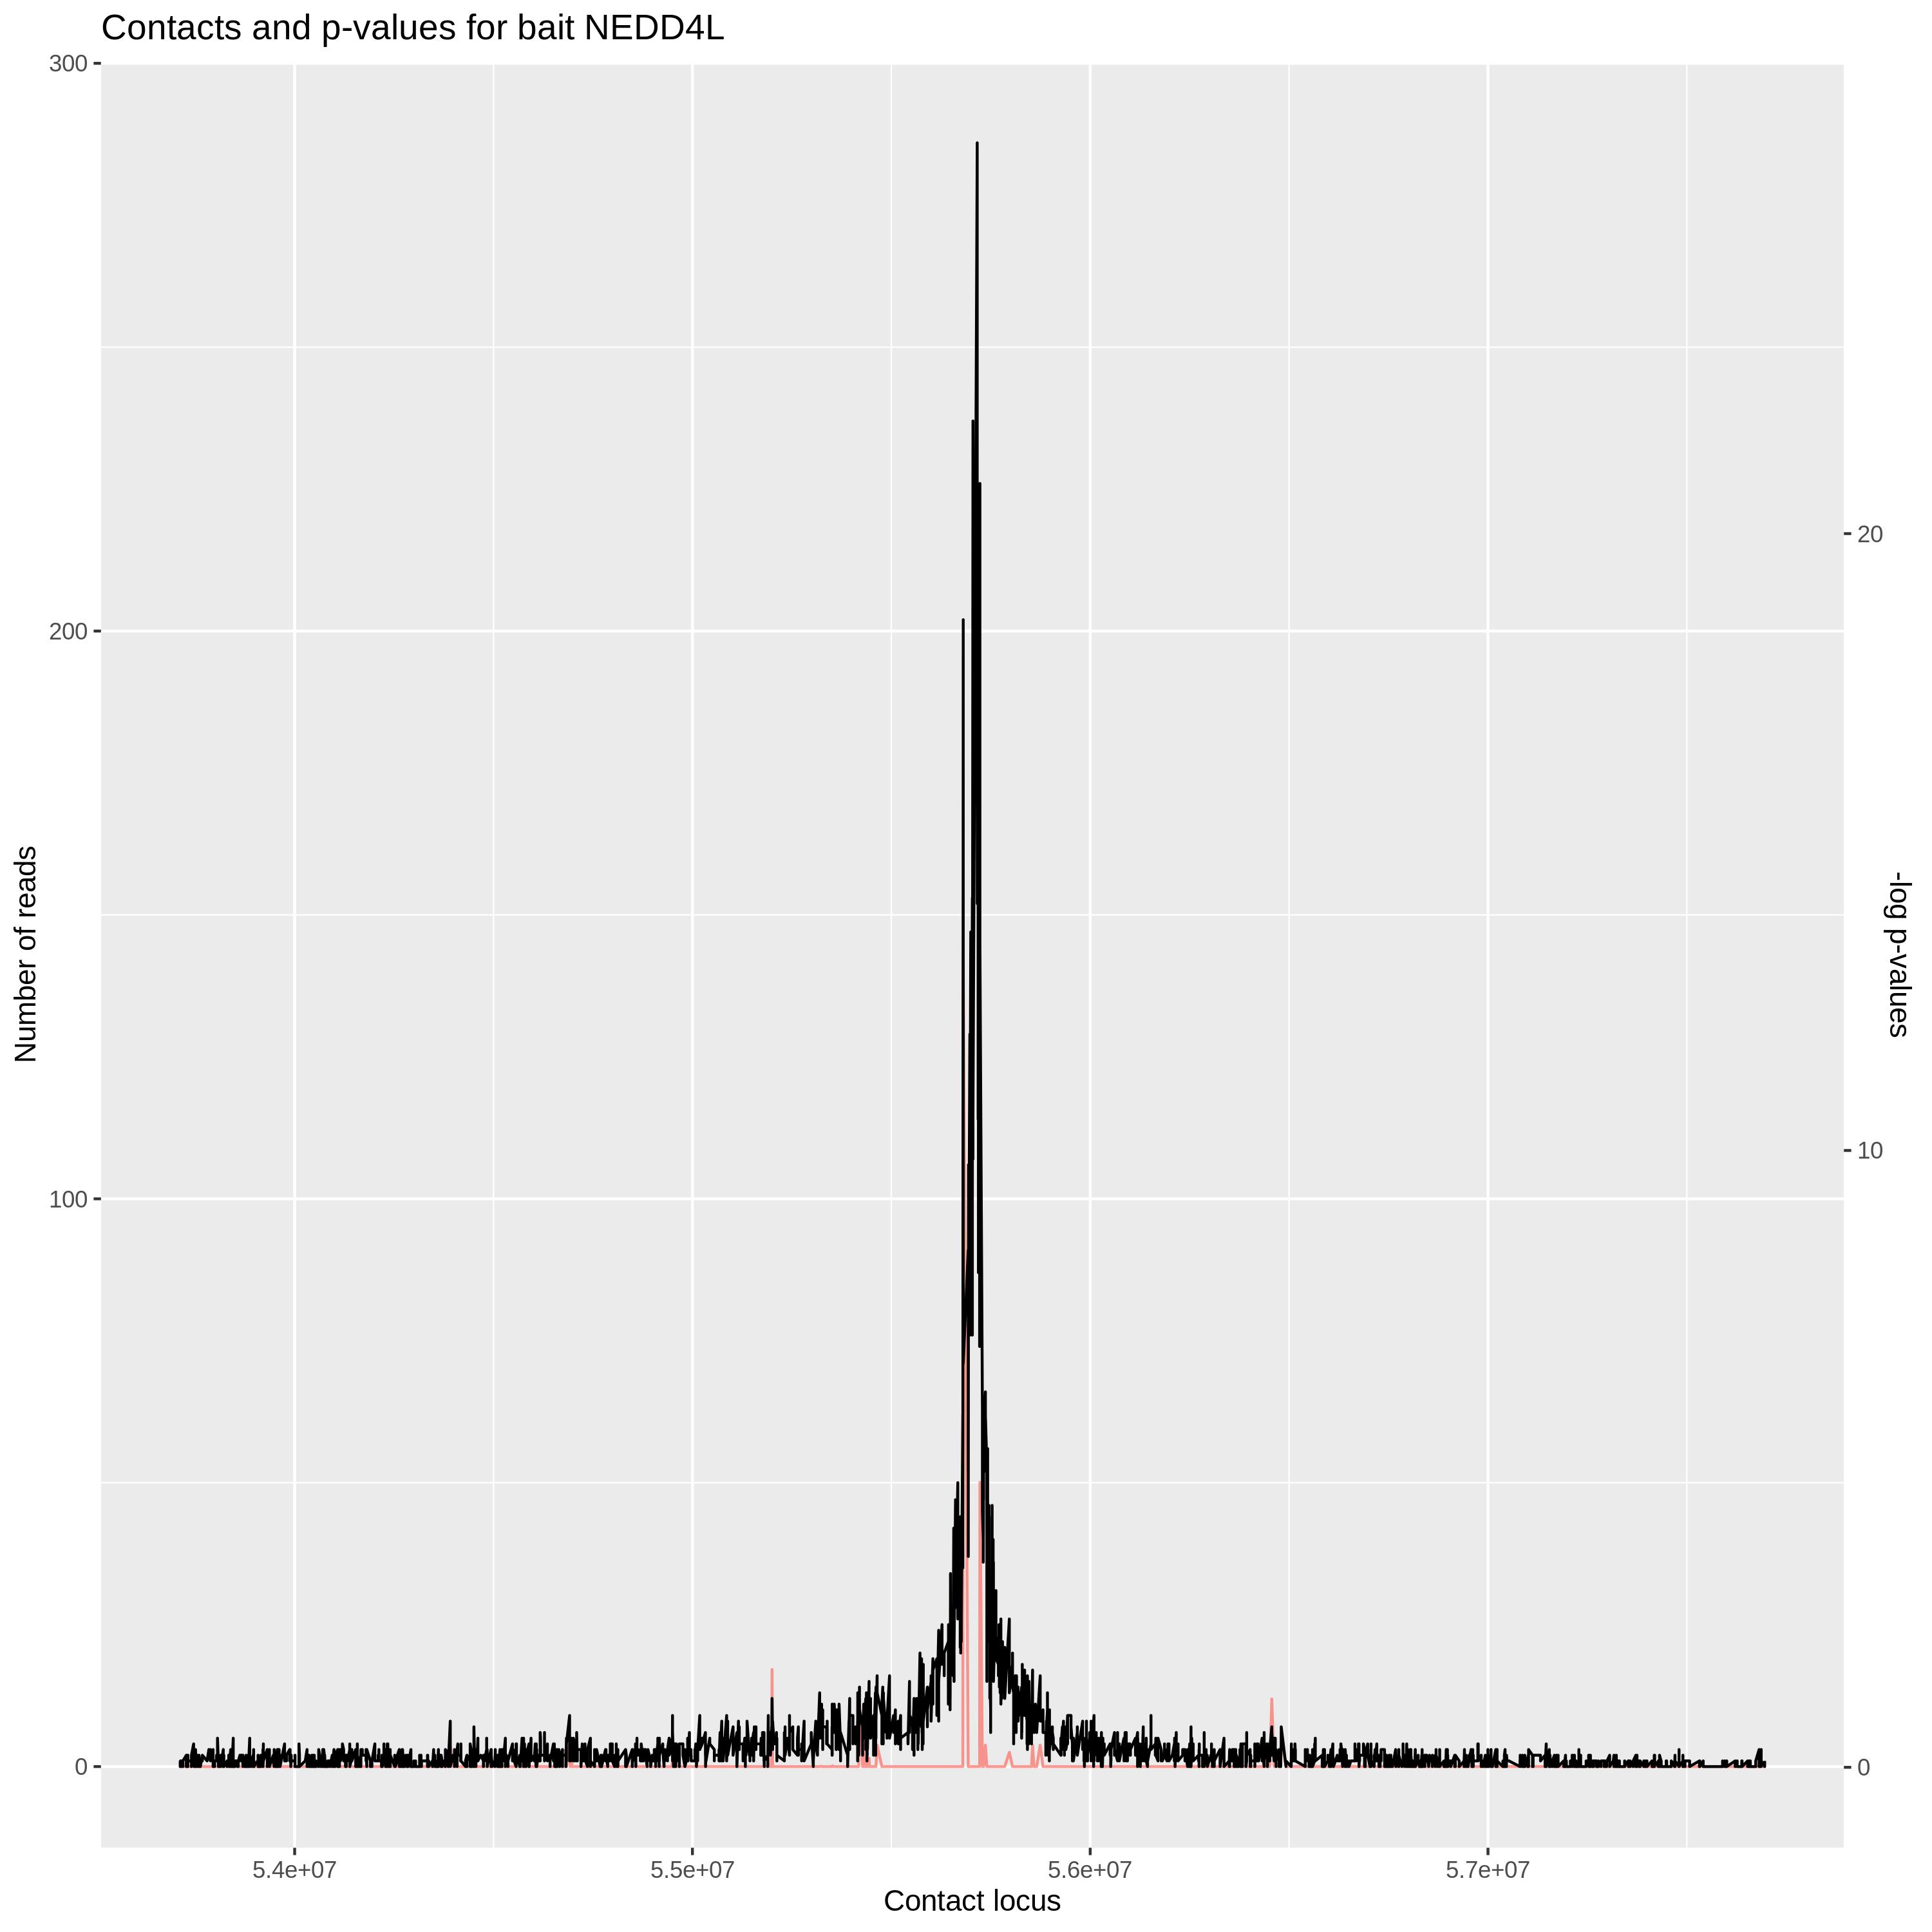 Contacts and p-values for bait NEDD4L
300
200
100
0
Number of reads
20
10
0
-log p-values
5.4e+07
5.5e+07
5.6e+07
5.7e+07
Contact locus